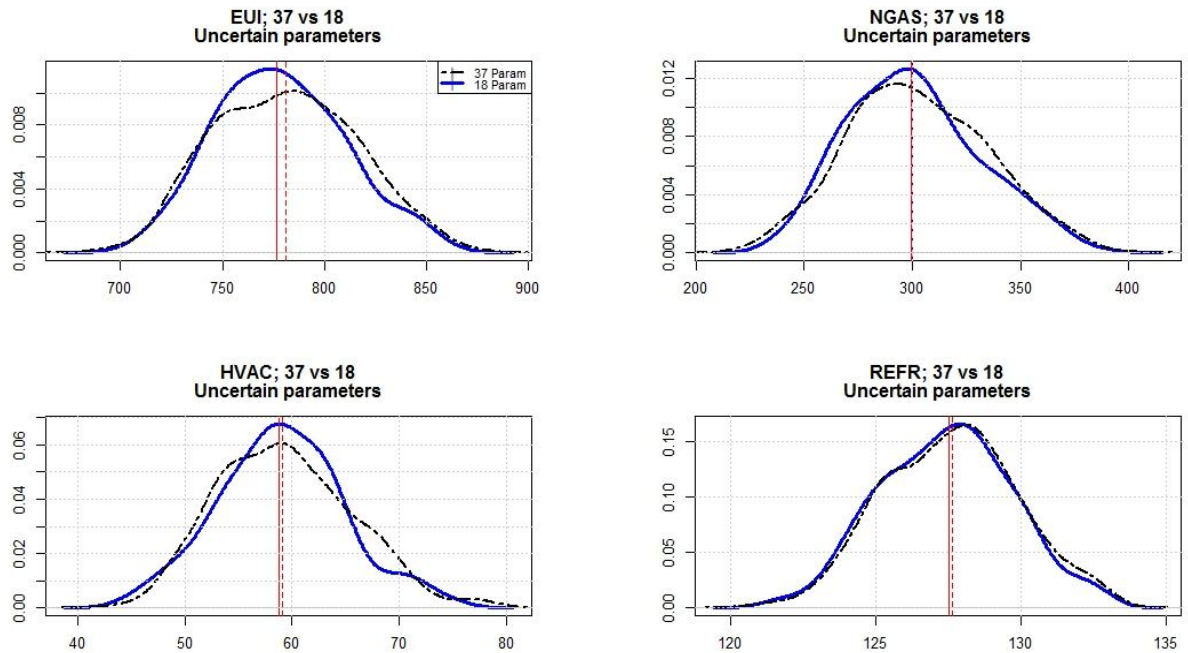 EUI; 37 vs 18
Uncertain parameters
0.008
0.004
0.000
700 750 800 850 900
37 Param
18 Param
NGAS; 37 vs 18
Uncertain parameters
0.012
0.008
0.004
0.000
200 250 300 350 400
HVAC; 37 vs 18
Uncertain parameters
0.06
0.04
0.02
0.00
40 50 60 70 80
REFR; 37 vs 18
Uncertain parameters
0.15
0.10
0.05
0.00
120 125 130 135